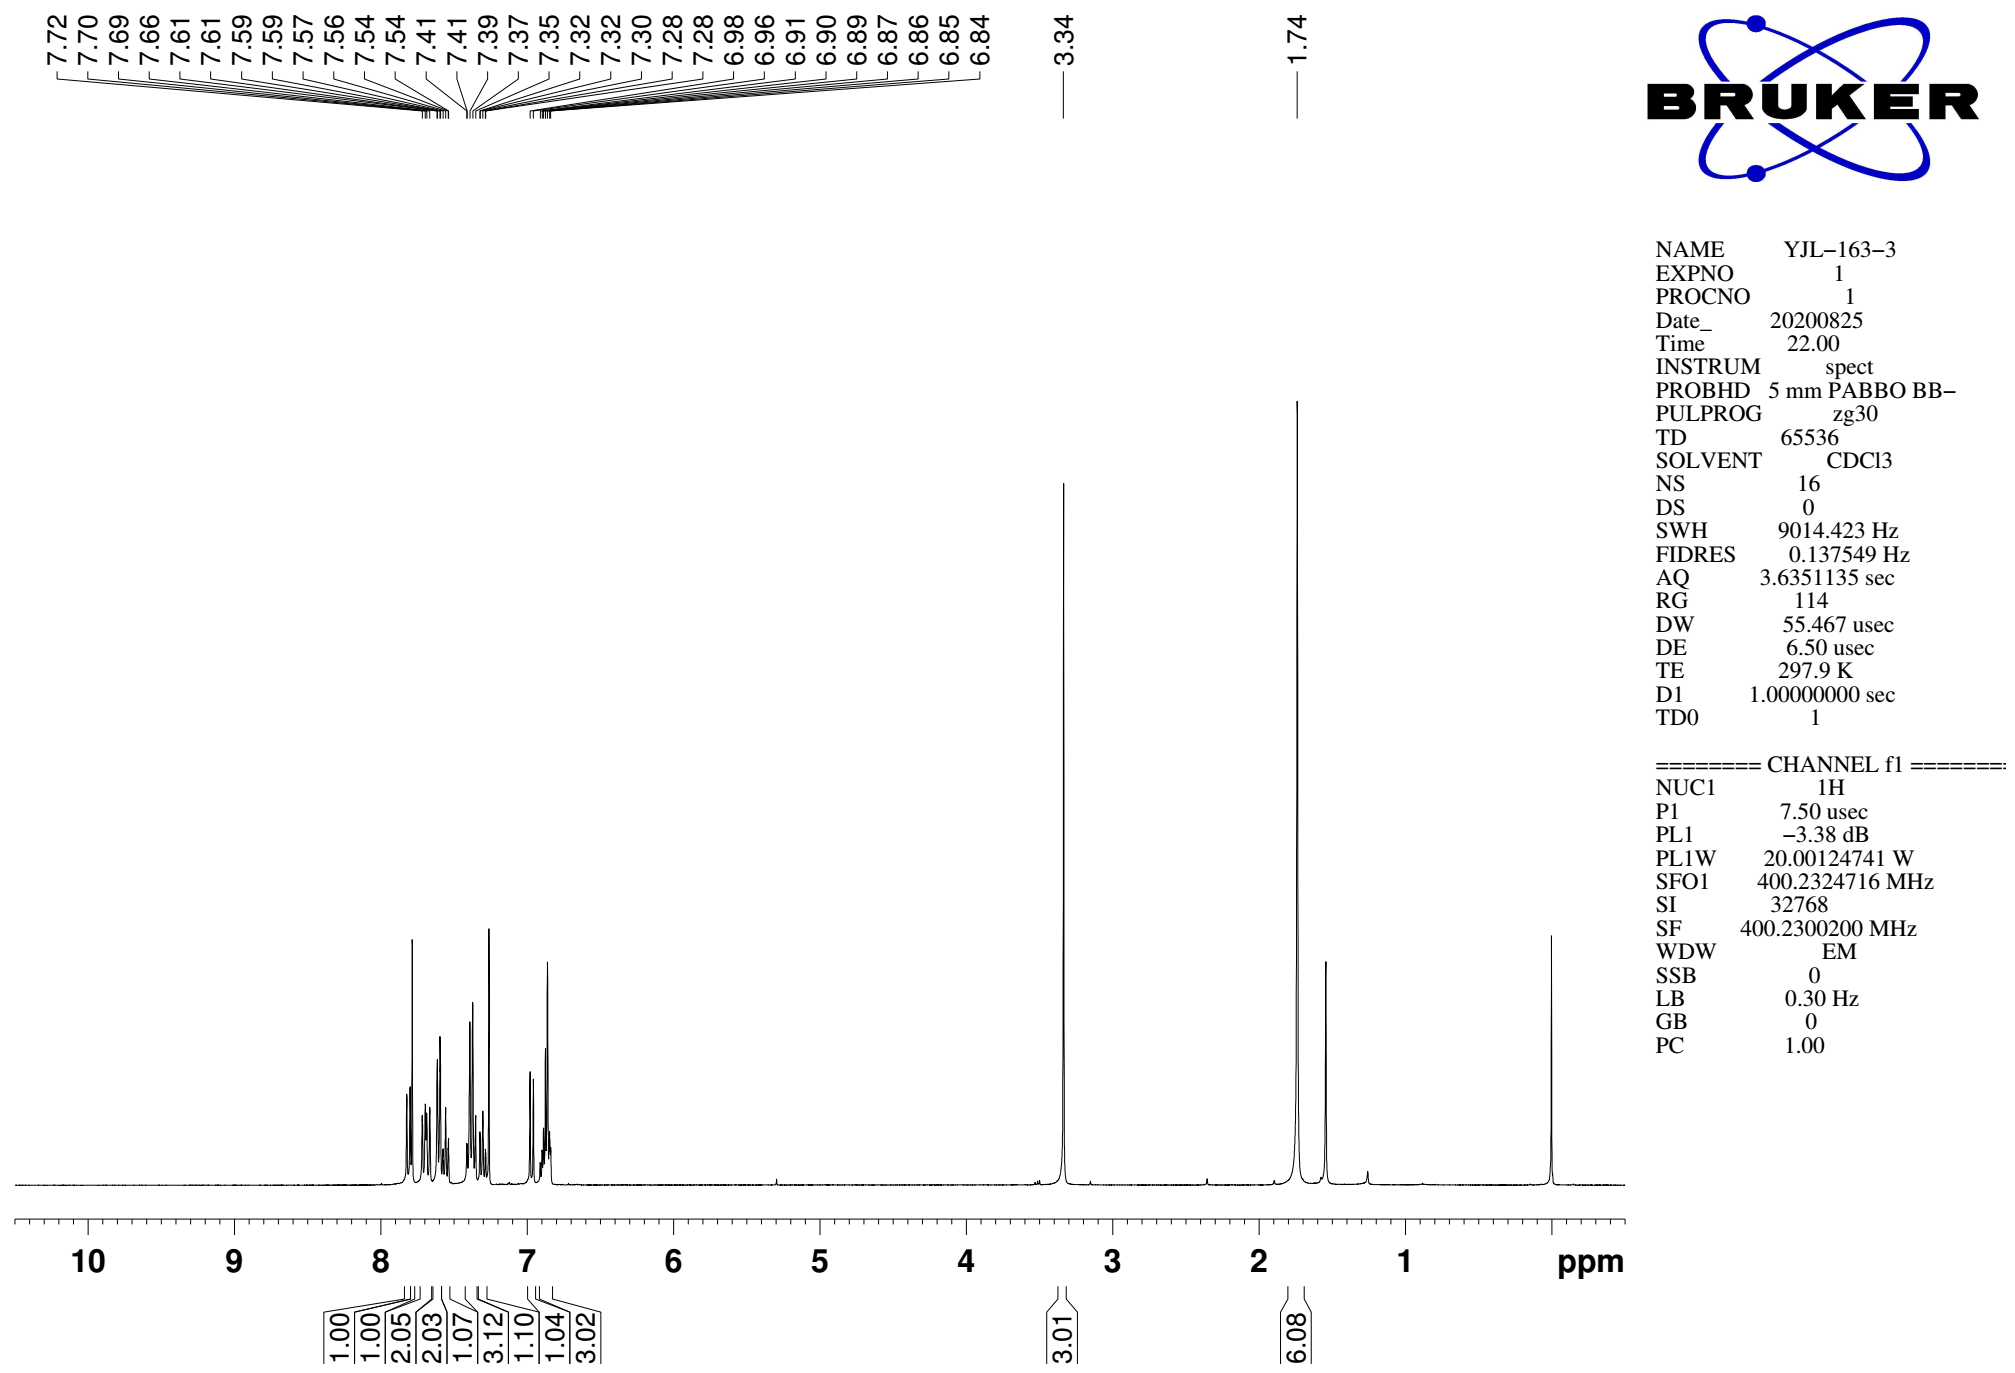 7.72 7.70 7.69 7.66 7.61 7.61 7.59 7.59 7.57 7.56 7.54 7.54 7.41 7.41 7.39 7.37 7.35 7.32 7.32 7.30 7.28 7.28 6.98 6.96 6.91 6.90 6.89 6.87 6.86 6.85 6.84 3.34 1.74
BRUKER
NAME YJL-163-3
EXPNO 1
PROCNO 1
Date_ 20200825
Time 22.00
INSTRUM spect
PROBHD 5 mm PABBO BB-
PULPROG zg30
TD 65536
SOLVENT CDCl3
NS 16
DS 0
SWH 9014.423 Hz
FIDRES 0.137549 Hz
AQ 3.6351135 sec
RG 114
DW 55.467 usec
DE 6.50 usec
TE 297.9 K
D1 1.00000000 sec
TD0 1
======== CHANNEL f1 ========
NUC1 1H
P1 7.50 usec
PL1 -3.38 dB
PL1W 20.00124741 W
SFO1 400.2324716 MHz
SI 32768
SF 400.2300200 MHz
WDW EM
SSB 0
LB 0.30 Hz
GB 0
PC 1.00
10 9 8 7 6 5 4 3 2 1 ppm
1.00 1.00 2.05 2.03 1.07 3.12 1.10 1.04 3.02 3.01 6.08